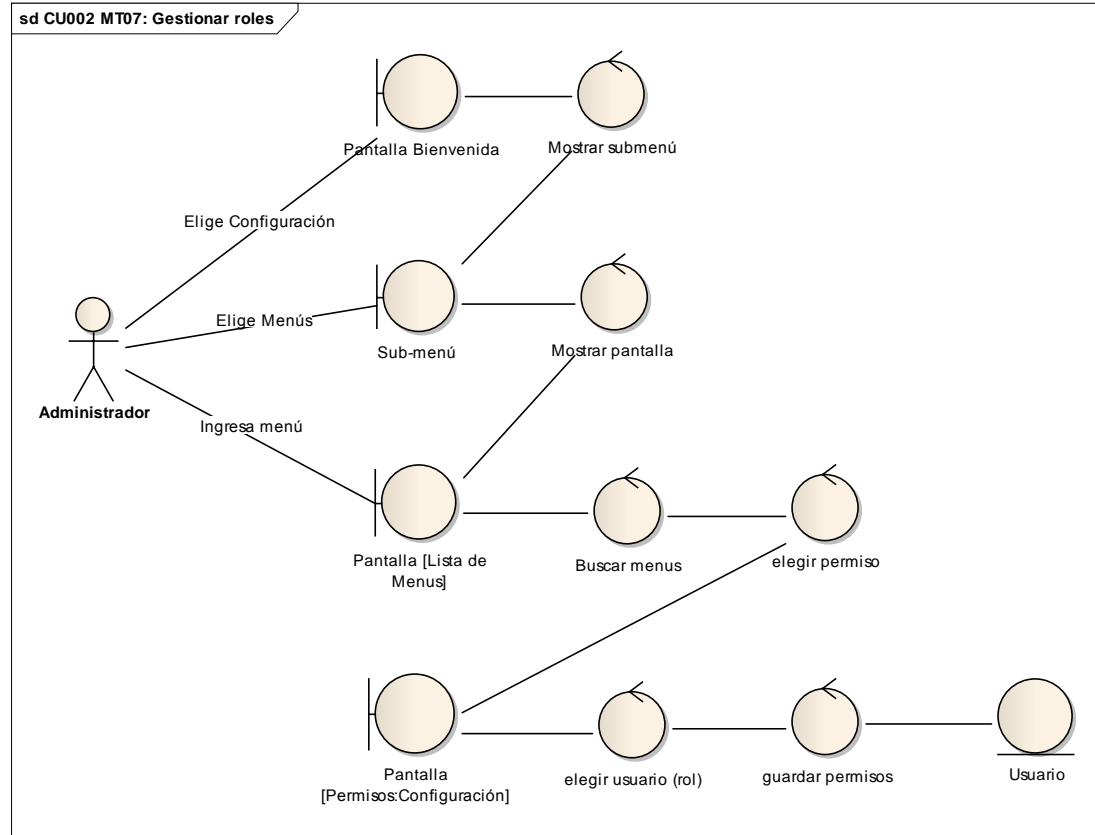 sd CU002 MT07: Gestionar roles
Pantalla Bienvenida
Mostrar submenú
Elige Configuración
Elige Menús
Sub-menú
Mostrar pantalla
Administrador
Ingresa menú
Pantalla [Lista de
Menus]
Buscar menus
elegir permiso
Pantalla
[Permisos:Configuración]
elegir usuario (rol)
guardar permisos
Usuario